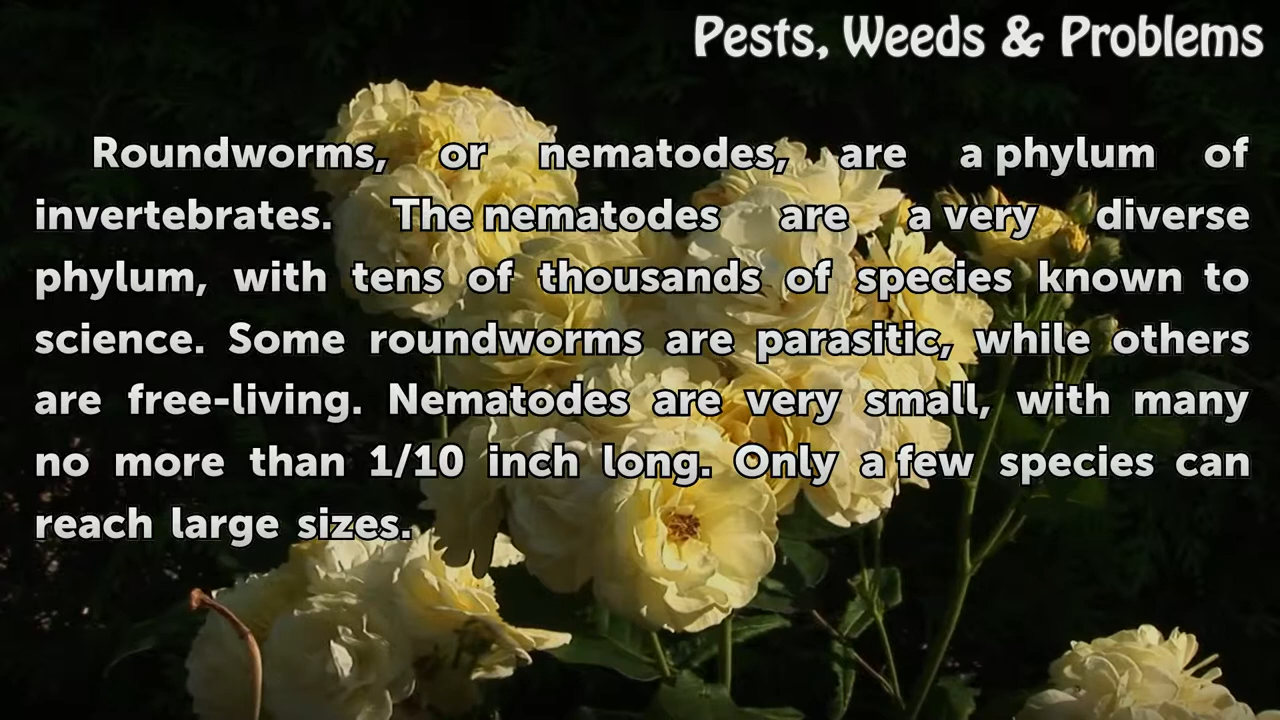 Pests, Weeds & Problems
Roundworms, or nematodes, are a phylum of
invertebrates. The nematodes are a very diverse
phylum, with tens of thousands of species known to
science. Some roundworms are parasitic, while others
are free-living. Nematodes are very small, with many
no more than 1/10 inch long. Only a few species can
reach large sizes.